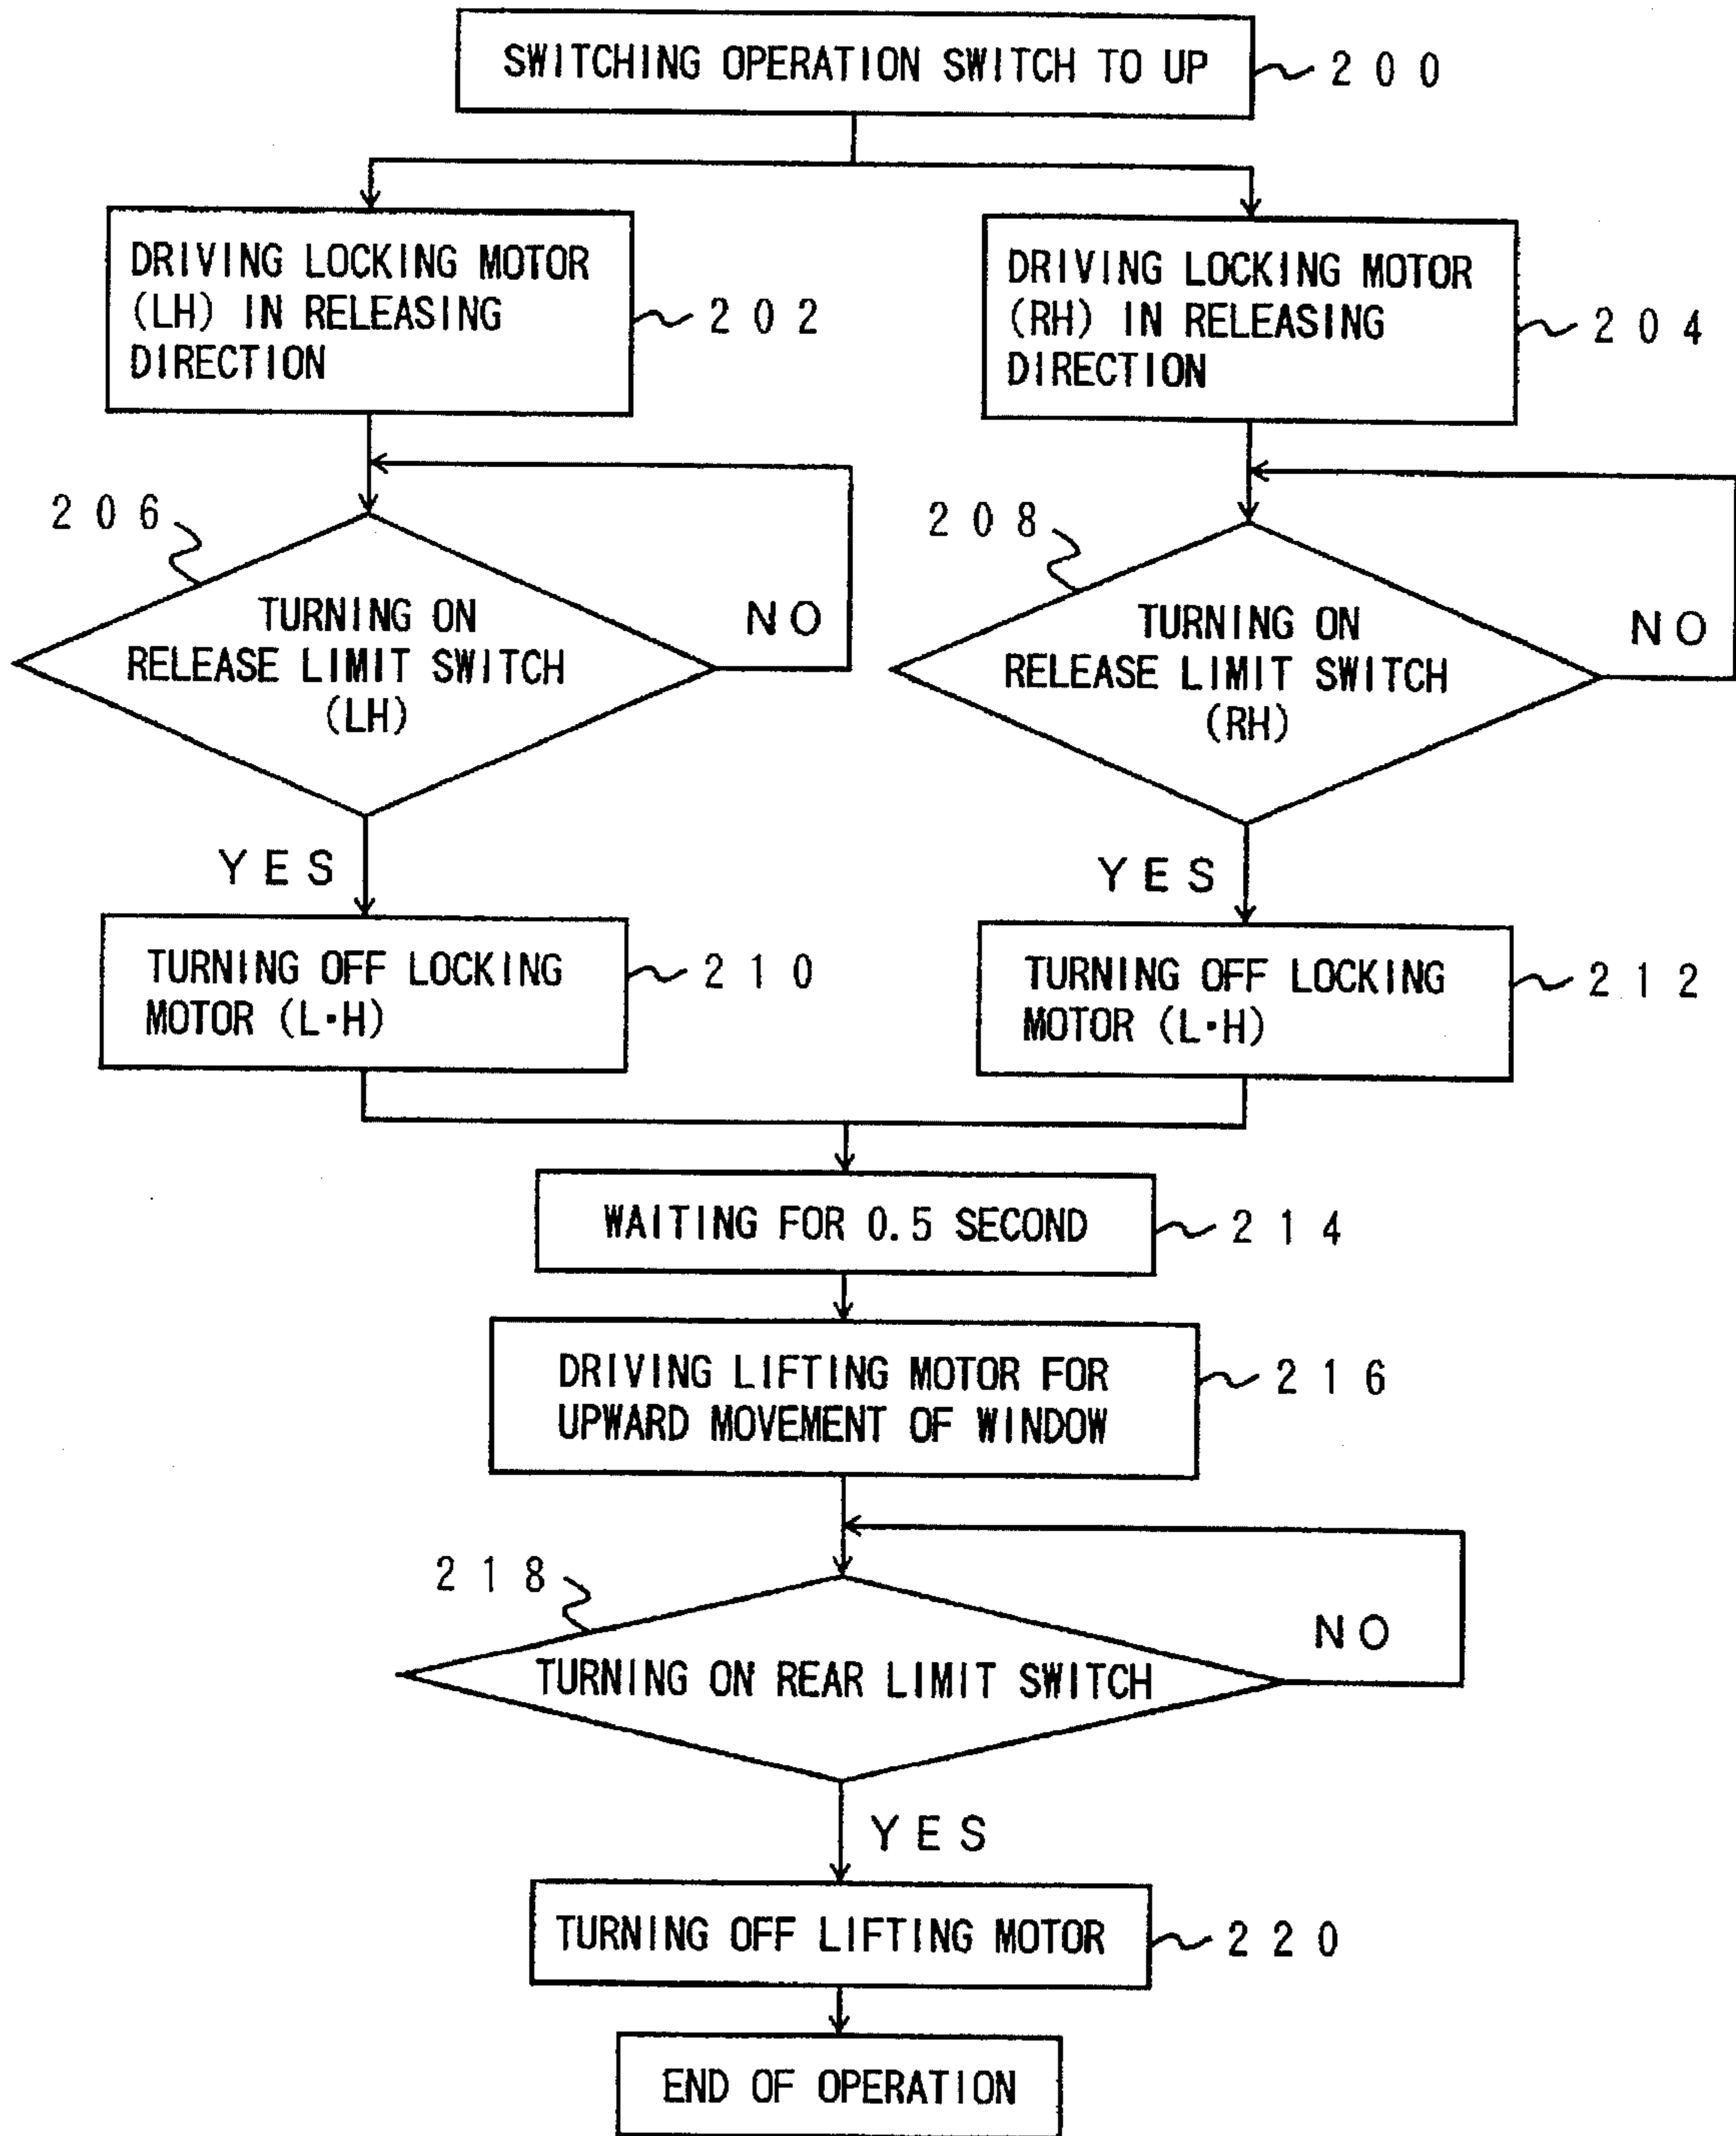 SWITCHING OPERATION SWITCH TO UP
200
DRIVING LOCKING MOTOR
(LH) IN RELEASING
DIRECTION
202
DRIVING LOCKING MOTOR
(RH) IN RELEASING
DIRECTION
204
206
TURNING ON
RELEASE LIMIT SWITCH
(LH)
NO
208
TURNING ON
RELEASE LIMIT SWITCH
(RH)
NO
YES
YES
TURNING OFF LOCKING
MOTOR (L·H)
210
TURNING OFF LOCKING
MOTOR (L·H)
212
WAITING FOR 0.5 SECOND
214
DRIVING LIFTING MOTOR FOR
UPWARD MOVEMENT OF WINDOW
216
218
TURNING ON REAR LIMIT SWITCH
NO
YES
TURNING OFF LIFTING MOTOR
220
END OF OPERATION